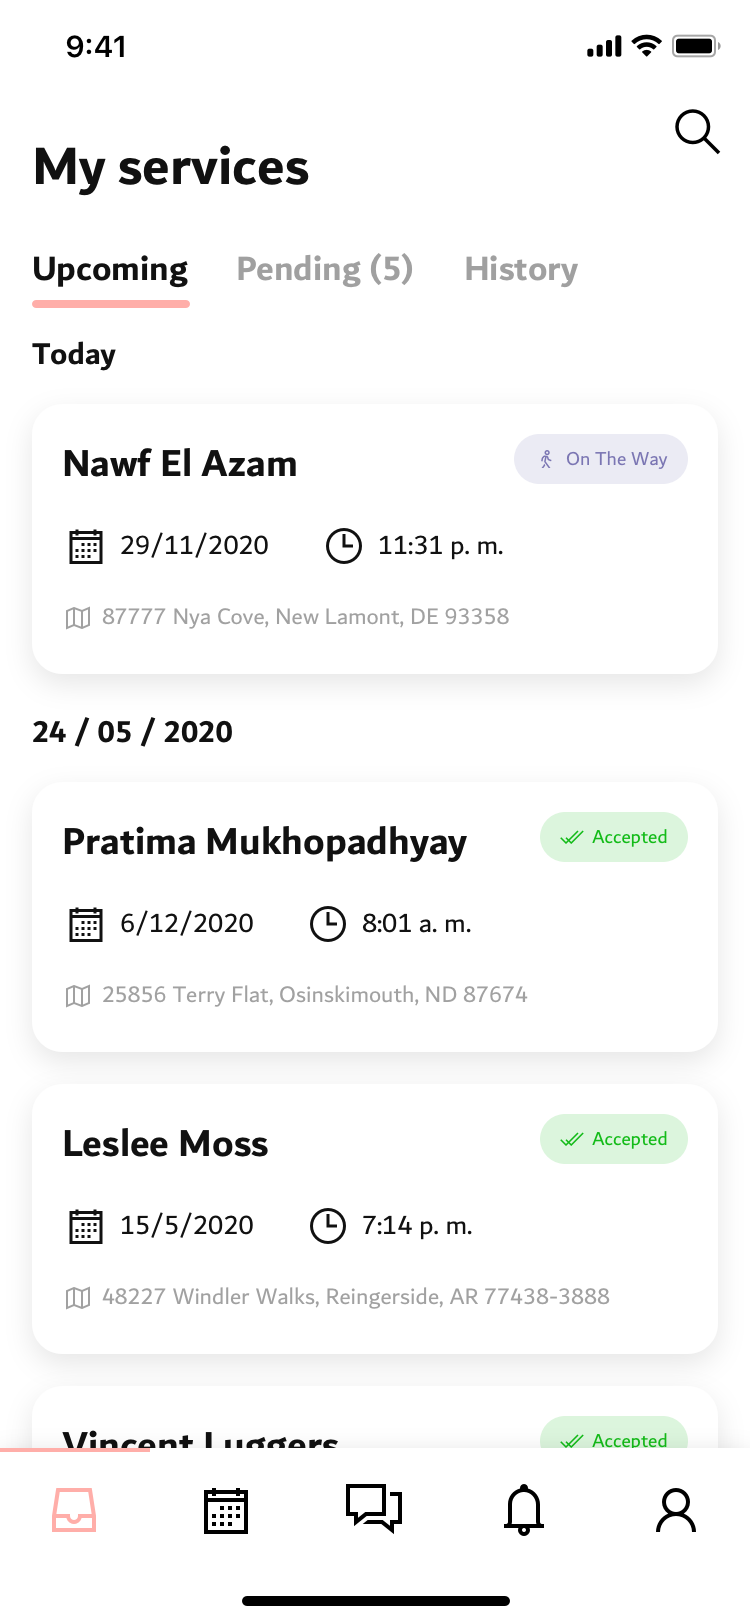 9:41
My services
Upcoming Pending (5) History
Today
Nawf El Azam On The Way
29/11/2020 11:31 p. m.
87777 Nya Cove, New Lamont, DE 93358
24 / 05 / 2020
Pratima Mukhopadhyay Accepted
6/12/2020 8:01 a. m.
25856 Terry Flat, Osinskimouth, ND 87674
Leslee Moss Accepted
15/5/2020 7:14 p. m.
48227 Windler Walks, Reingerside, AR 77438-3888
Vincent Luggers Accepted